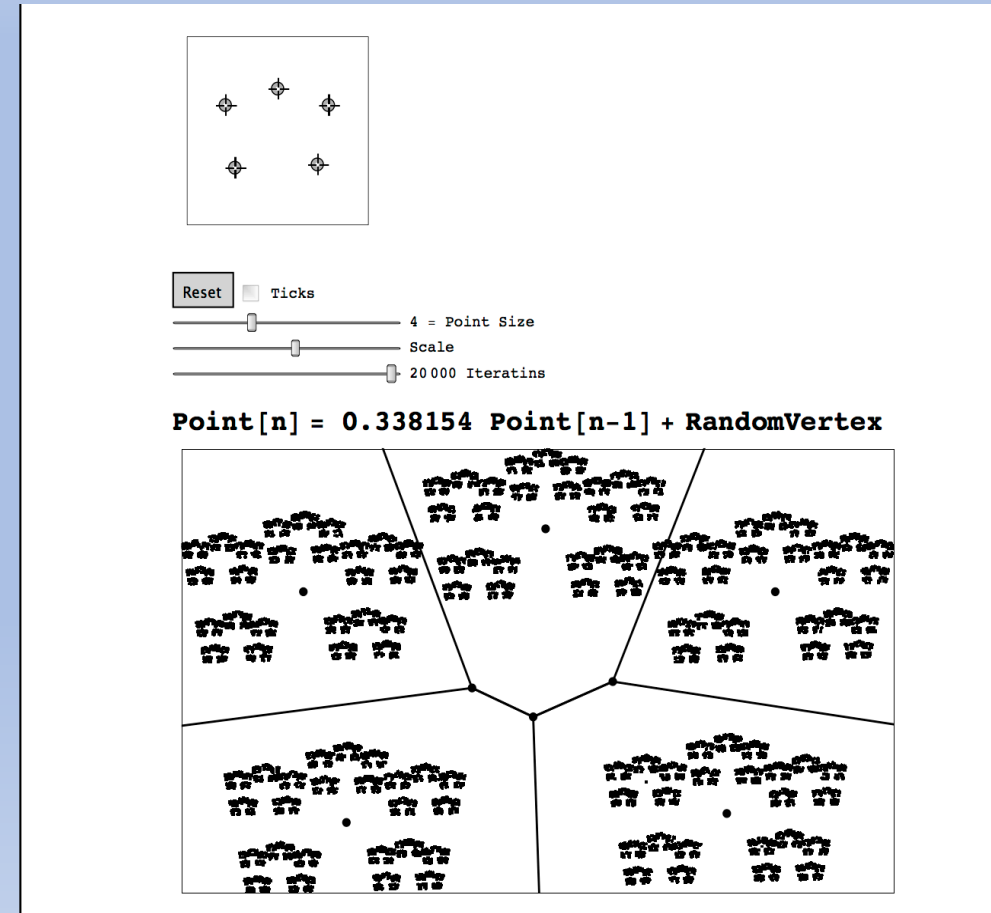 Reset Ticks
4 = Point Size
Scale
20000 Iteratins
Point[n] = 0.338154 Point[n-1] + RandomVertex